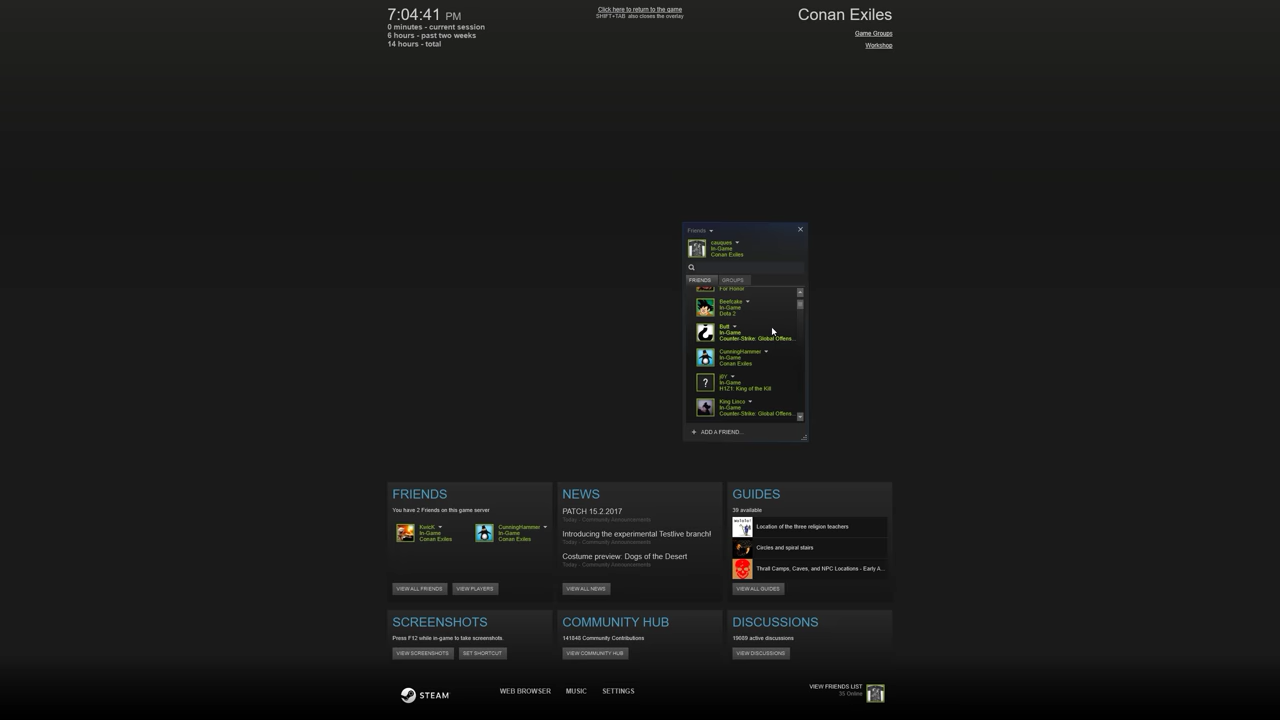 7:04:41 PM
0 minutes - current session
6 hours - past two weeks
14 hours - total
Click here to return to the game
SHIFT+TAB also closes the overlay
Conan Exiles
Game Groups
Workshop
Friends
cauques
In-Game
Conan Exiles
FRIENDS
GROUPS
For Honor
Beefcake
In-Game
Dota 2
Butt
In-Game
Counter-Strike: Global Offens...
CunningHammer
In-Game
Conan Exiles
?
jBY
In-Game
H1Z1: King of the Kill
King Linco
In-Game
Counter-Strike: Global Offens...
+ ADD A FRIEND...
FRIENDS
You have 2 Friends on this game server
KwicK
In-Game
Conan Exiles
CunningHammer
In-Game
Conan Exiles
VIEW ALL FRIENDS
VIEW PLAYERS
NEWS
PATCH 15.2.2017
Today - Community Announcements
Introducing the experimental Testlive branch!
Today - Community Announcements
Costume preview: Dogs of the Desert
Today - Community Announcements
VIEW ALL NEWS
GUIDES
39 available
Location of the three religion teachers
Circles and spiral stairs
Thrall Camps, Caves, and NPC Locations - Early A...
VIEW ALL GUIDES
SCREENSHOTS
Press F12 while in-game to take screenshots.
VIEW SCREENSHOTS
SET SHORTCUT
COMMUNITY HUB
141848 Community Contributions
VIEW COMMUNITY HUB
DISCUSSIONS
19089 active discussions
VIEW DISCUSSIONS
STEAM
WEB BROWSER
MUSIC
SETTINGS
VIEW FRIENDS LIST
35 Online